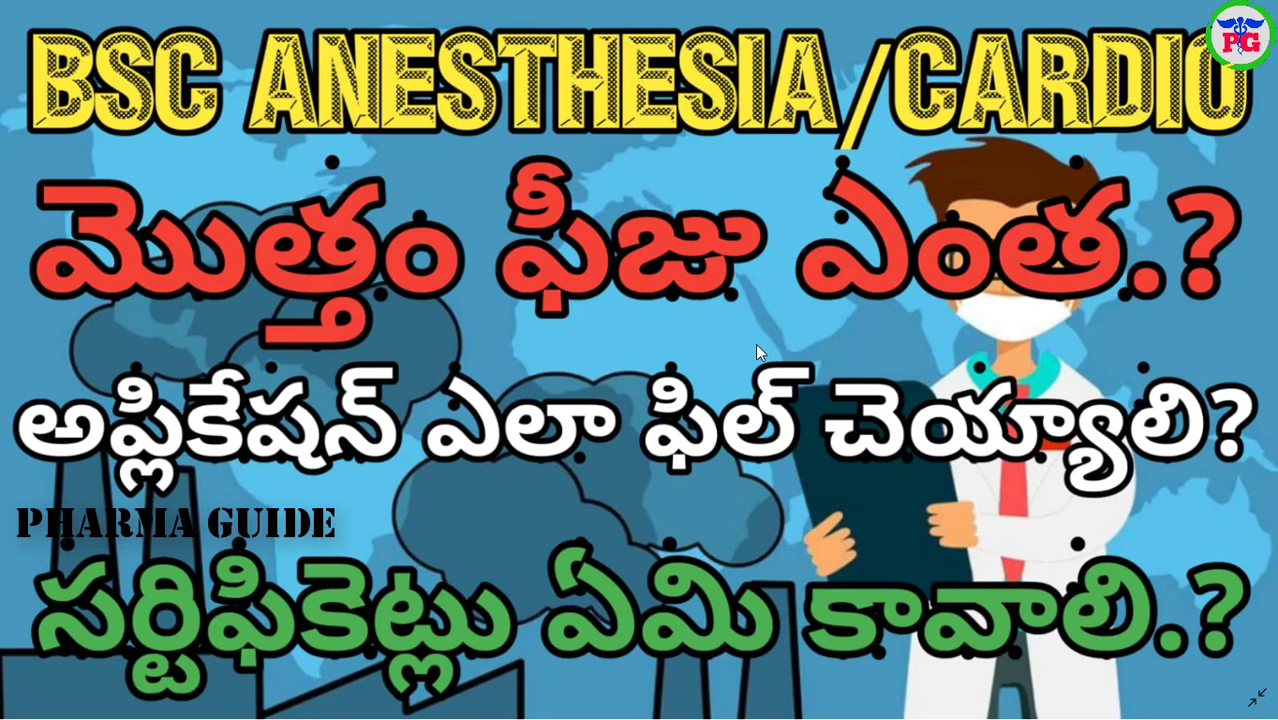 BSC ANESTHESIA/CARDIO
PG
మొత్తం ఫీజు ఎంత.?
అప్లికేషన్ ఎలా ఫిల్ చెయ్యాలి?
PHARMA GUIDE
సర్టిఫికెట్లు ఏమి కావాలి.?